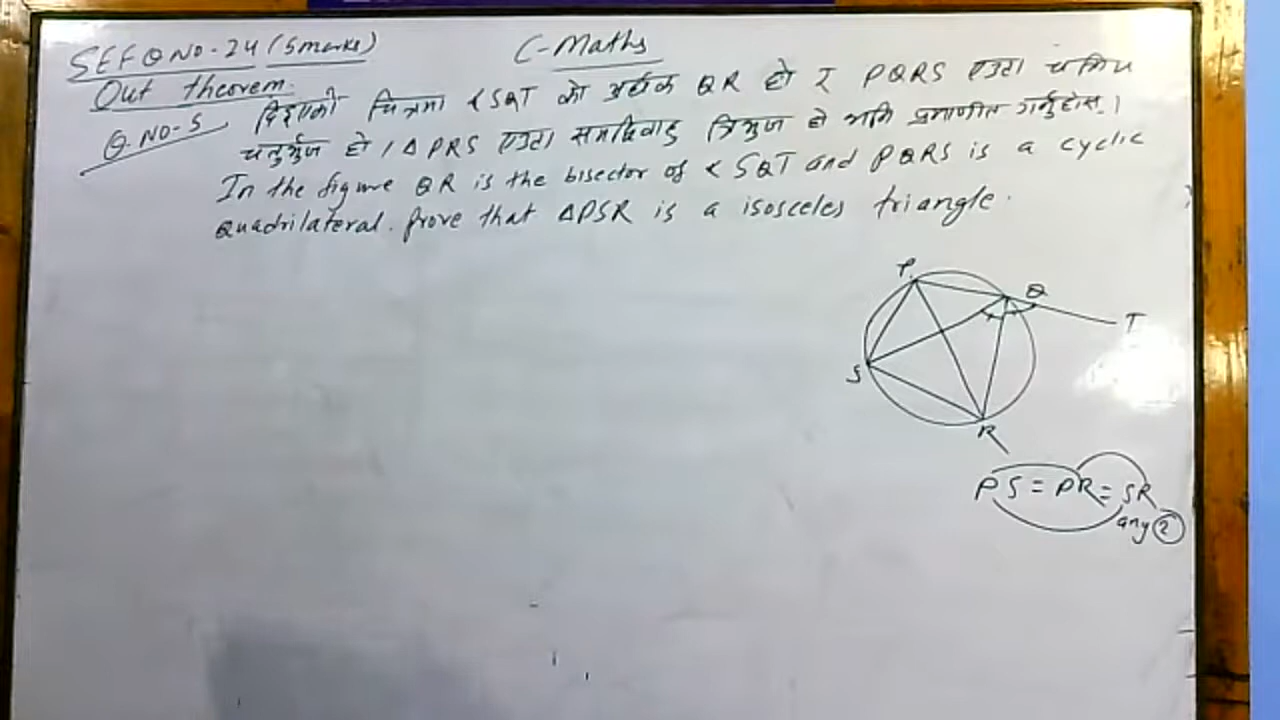 SEE Q NO-24 (5marks)
C-Maths
Out theorem.
Q.NO-5 दिइएको चित्रमा ∠SQT को अर्धक QR हो र PQRS एउटा चक्रिय
चतुर्भुज हो । △PRS एउटा समद्विवाहु त्रिभुज हो भनि प्रमाणित गर्नुहोस् ।
In the figure QR is the bisector of ∠SQT and PQRS is a cyclic
Quadrilateral. Prove that △PSR is a isosceles triangle.
P
Q
T
S
R
PS = PR = SR
any 2